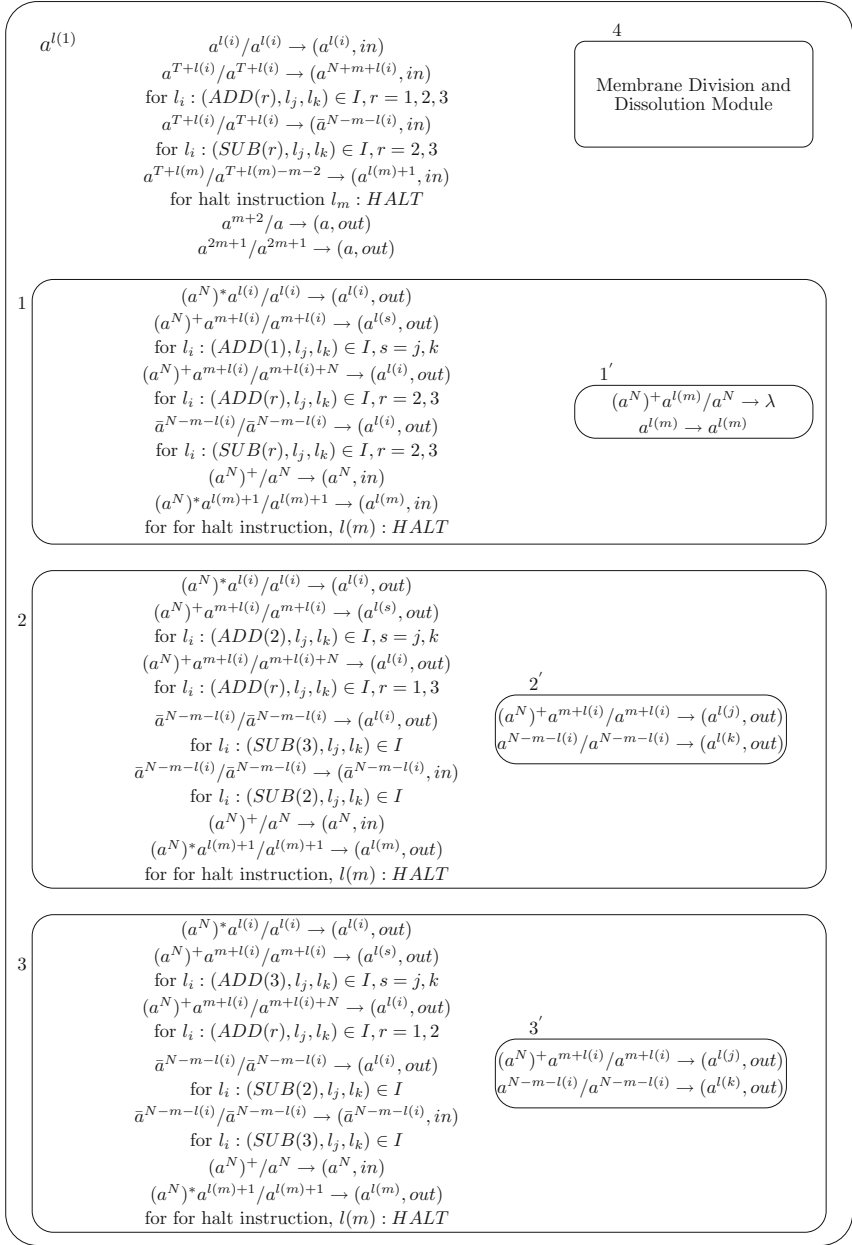 a^{l(1)}
a^{l(i)}/a^{l(i)} → (a^{l(i)}, in)
a^{T+l(i)}/a^{T+l(i)} → (a^{N+m+l(i)}, in)
for l_i : (ADD(r), l_j, l_k) ∈ I, r = 1, 2, 3
a^{T+l(i)}/a^{T+l(i)} → (ā^{N−m−l(i)}, in)
for l_i : (SUB(r), l_j, l_k) ∈ I, r = 2, 3
a^{T+l(m)}/a^{T+l(m)−m−2} → (a^{l(m)+1}, in)
for halt instruction l_m : HALT
a^{m+2}/a → (a, out)
a^{2m+1}/a^{2m+1} → (a, out)
4
Membrane Division and
Dissolution Module
1
(a^N)^*a^{l(i)}/a^{l(i)} → (a^{l(i)}, out)
(a^N)^+a^{m+l(i)}/a^{m+l(i)} → (a^{l(s)}, out)
for l_i : (ADD(1), l_j, l_k) ∈ I, s = j, k
(a^N)^+a^{m+l(i)}/a^{m+l(i)+N} → (a^{l(i)}, out)
for l_i : (ADD(r), l_j, l_k) ∈ I, r = 2, 3
ā^{N−m−l(i)}/ā^{N−m−l(i)} → (a^{l(i)}, out)
for l_i : (SUB(r), l_j, l_k) ∈ I, r = 2, 3
(a^N)^+/a^N → (a^N, in)
(a^N)^*a^{l(m)+1}/a^{l(m)+1} → (a^{l(m)}, in)
for for halt instruction, l(m) : HALT
1′
(a^N)^+a^{l(m)}/a^N → λ
a^{l(m)} → a^{l(m)}
2
(a^N)^*a^{l(i)}/a^{l(i)} → (a^{l(i)}, out)
(a^N)^+a^{m+l(i)}/a^{m+l(i)} → (a^{l(s)}, out)
for l_i : (ADD(2), l_j, l_k) ∈ I, s = j, k
(a^N)^+a^{m+l(i)}/a^{m+l(i)+N} → (a^{l(i)}, out)
for l_i : (ADD(r), l_j, l_k) ∈ I, r = 1, 3
ā^{N−m−l(i)}/ā^{N−m−l(i)} → (a^{l(i)}, out)
for l_i : (SUB(3), l_j, l_k) ∈ I
ā^{N−m−l(i)}/ā^{N−m−l(i)} → (ā^{N−m−l(i)}, in)
for l_i : (SUB(2), l_j, l_k) ∈ I
(a^N)^+/a^N → (a^N, in)
(a^N)^*a^{l(m)+1}/a^{l(m)+1} → (a^{l(m)}, out)
for for halt instruction, l(m) : HALT
2′
(a^N)^+a^{m+l(i)}/a^{m+l(i)} → (a^{l(j)}, out)
a^{N−m−l(i)}/a^{N−m−l(i)} → (a^{l(k)}, out)
3
(a^N)^*a^{l(i)}/a^{l(i)} → (a^{l(i)}, out)
(a^N)^+a^{m+l(i)}/a^{m+l(i)} → (a^{l(s)}, out)
for l_i : (ADD(3), l_j, l_k) ∈ I, s = j, k
(a^N)^+a^{m+l(i)}/a^{m+l(i)+N} → (a^{l(i)}, out)
for l_i : (ADD(r), l_j, l_k) ∈ I, r = 1, 2
ā^{N−m−l(i)}/ā^{N−m−l(i)} → (a^{l(i)}, out)
for l_i : (SUB(2), l_j, l_k) ∈ I
ā^{N−m−l(i)}/ā^{N−m−l(i)} → (ā^{N−m−l(i)}, in)
for l_i : (SUB(3), l_j, l_k) ∈ I
(a^N)^+/a^N → (a^N, in)
(a^N)^*a^{l(m)+1}/a^{l(m)+1} → (a^{l(m)}, out)
for for halt instruction, l(m) : HALT
3′
(a^N)^+a^{m+l(i)}/a^{m+l(i)} → (a^{l(j)}, out)
a^{N−m−l(i)}/a^{N−m−l(i)} → (a^{l(k)}, out)